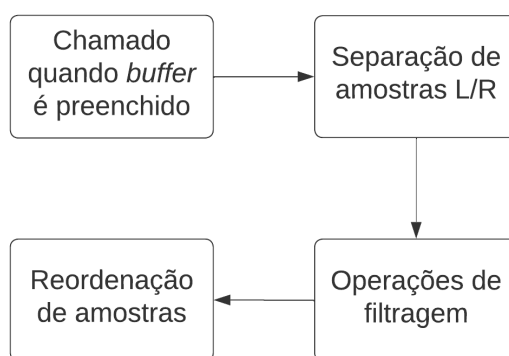 Chamado
quando buffer
é preenchido
Separação de
amostras L/R
Operações de
filtragem
Reordenação
de amostras